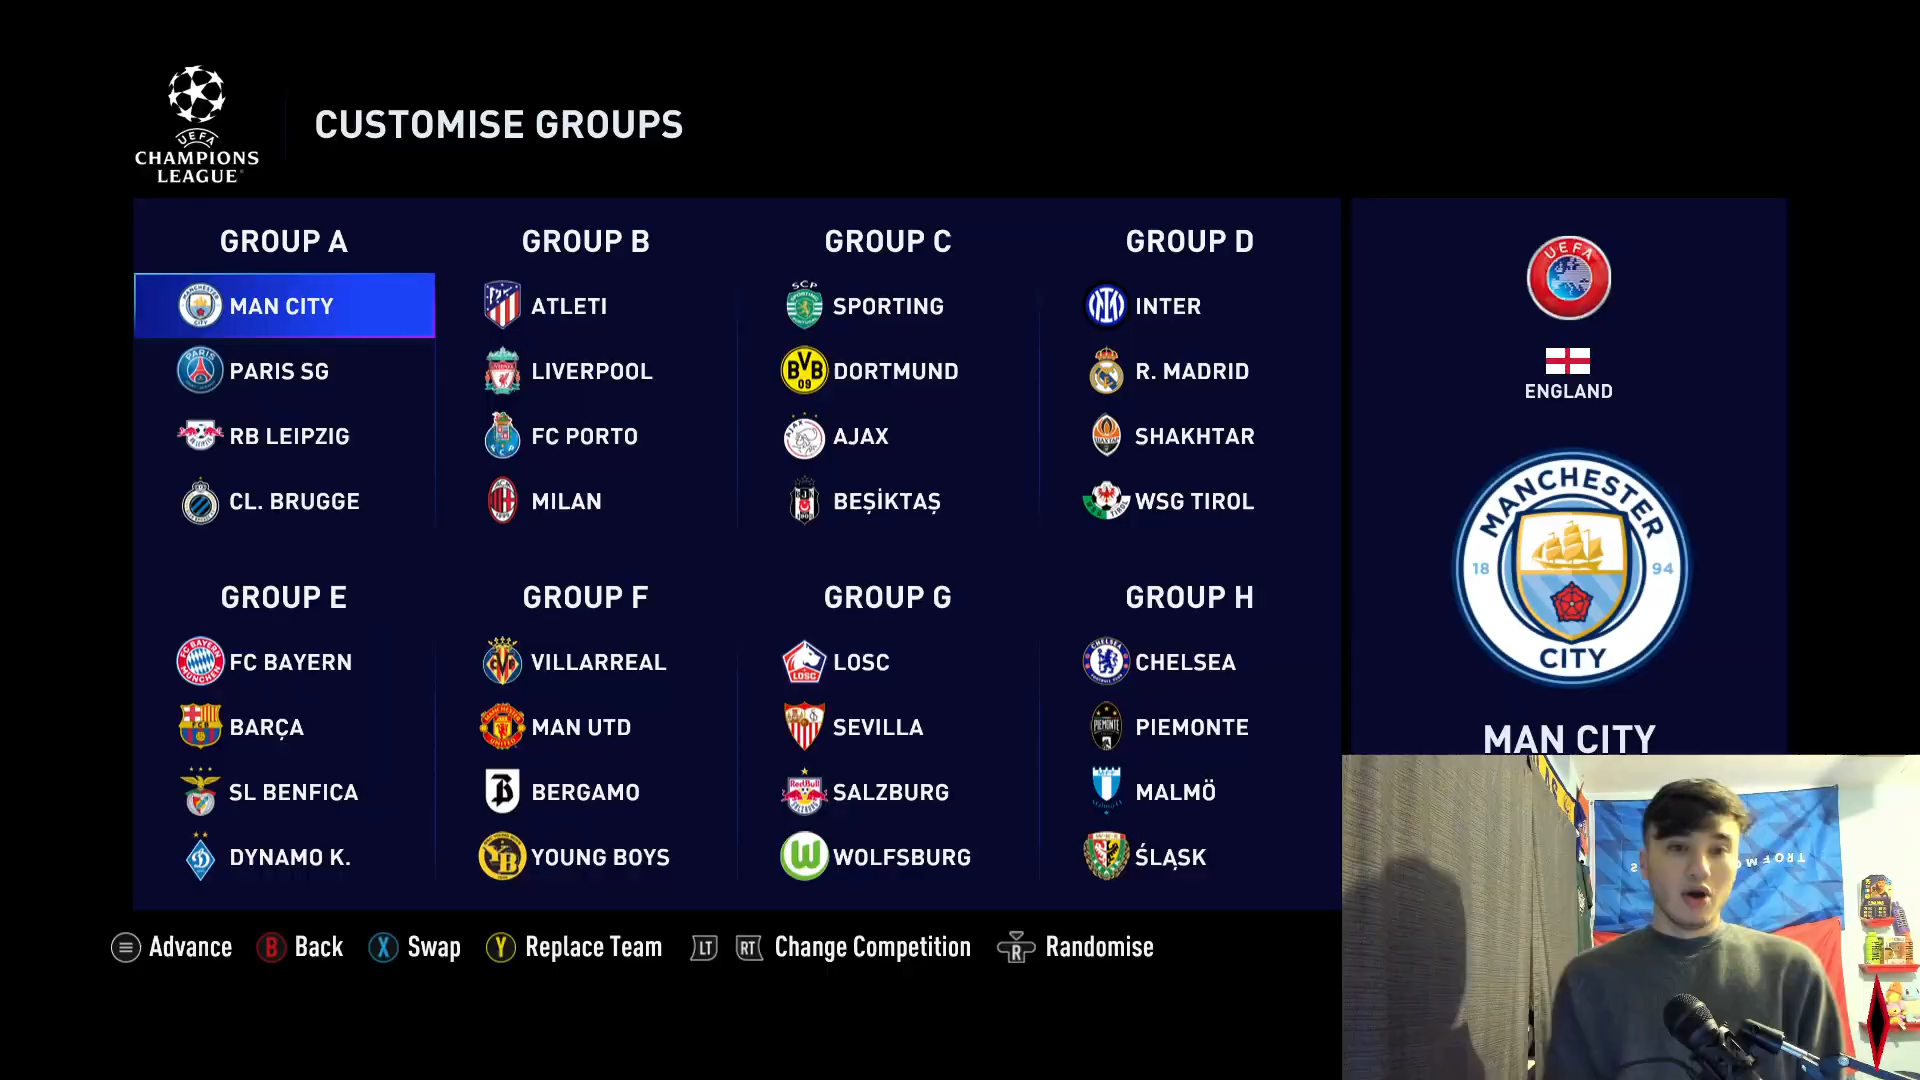 UEFA
CHAMPIONS
LEAGUE
CUSTOMISE GROUPS
GROUP A
MAN CITY
PARIS SG
RB LEIPZIG
CL. BRUGGE
GROUP B
ATLETI
LIVERPOOL
FC PORTO
MILAN
GROUP C
SPORTING
DORTMUND
AJAX
BEŞİKTAŞ
GROUP D
INTER
R. MADRID
SHAKHTAR
WSG TIROL
GROUP E
FC BAYERN
BARÇA
SL BENFICA
DYNAMO K.
GROUP F
VILLARREAL
MAN UTD
BERGAMO
YOUNG BOYS
GROUP G
LOSC
SEVILLA
SALZBURG
WOLFSBURG
GROUP H
CHELSEA
PIEMONTE
MALMÖ
ŚLĄSK
UEFA
ENGLAND
MANCHESTER
18 94
CITY
MAN CITY
Advance B Back X Swap Y Replace Team LT RT Change Competition R Randomise